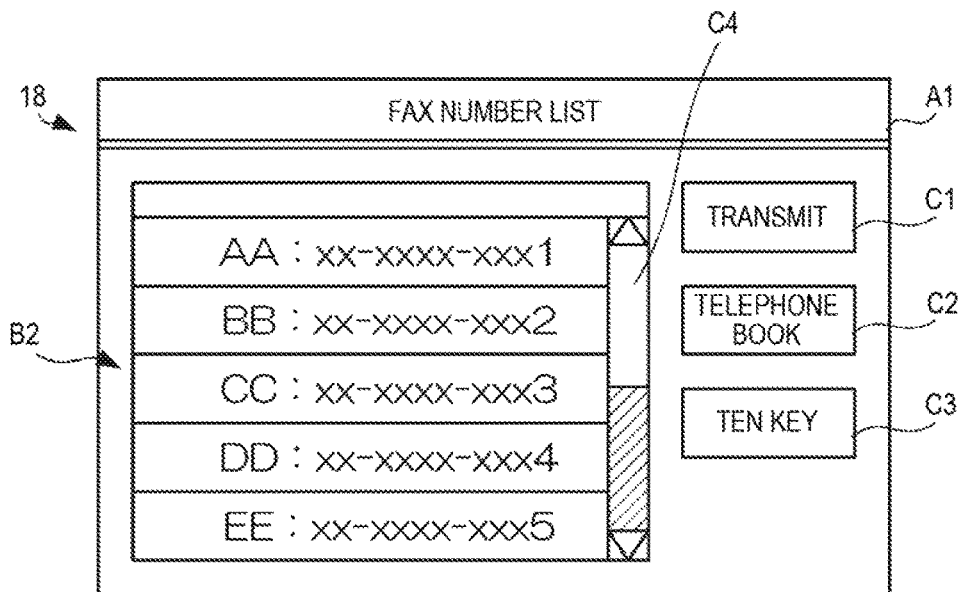 C4
18
FAX NUMBER LIST
A1
TRANSMIT
C1
AA : xx-xxxx-xxx1
BB : xx-xxxx-xxx2
TELEPHONE
BOOK
C2
B2
CC : xx-xxxx-xxx3
TEN KEY
C3
DD : xx-xxxx-xxx4
EE : xx-xxxx-xxx5